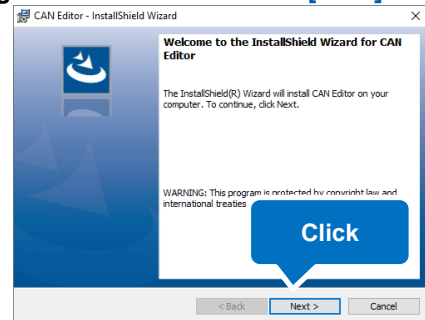 CAN Editor - InstallShield Wizard
Welcome to the InstallShield Wizard for CAN
Editor
The InstallShield(R) Wizard will install CAN Editor on your
computer. To continue, click Next.
WARNING: This program is protected by copyright law and
international treaties
Click
< Back
Next >
Cancel